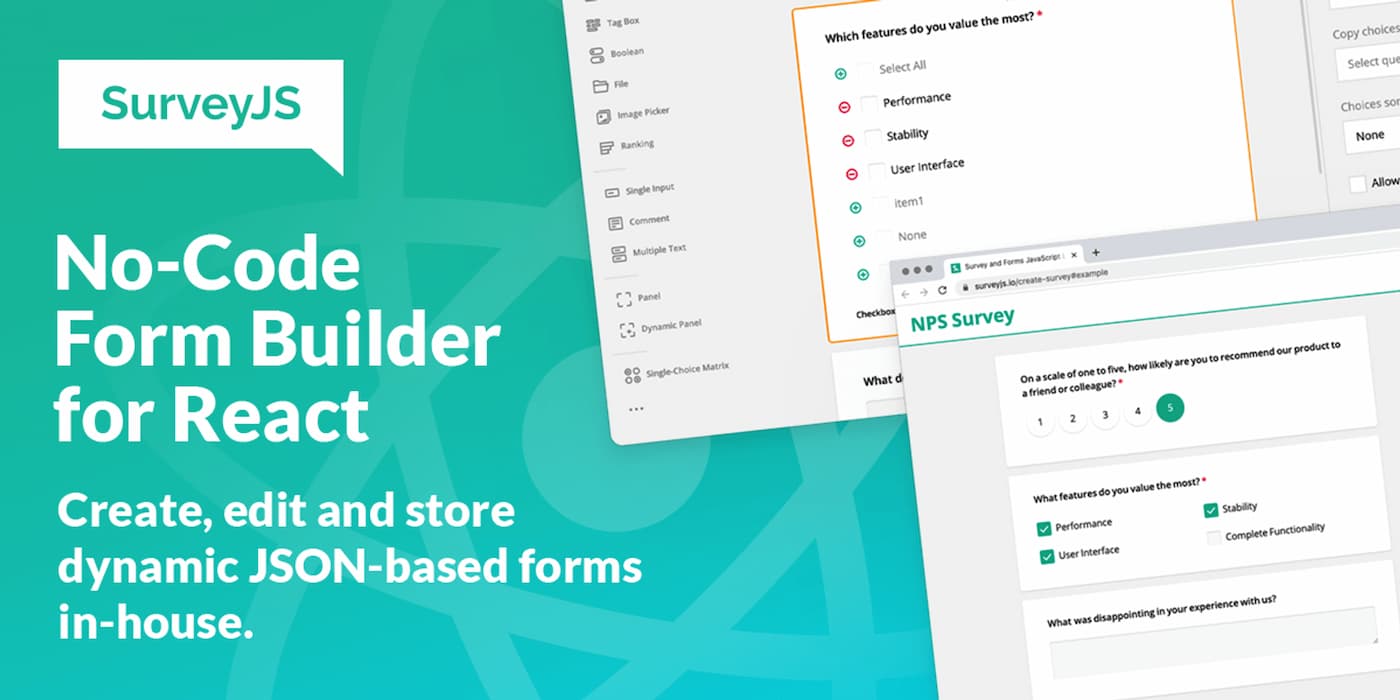 SurveyJS
No-Code
Form Builder
for React
Create, edit and store
dynamic JSON-based forms
in-house.
Tag Box
Boolean
File
Image Picker
Ranking
Single Input
Comment
Multiple Text
Panel
Dynamic Panel
Single-Choice Matrix
Which features do you value the most? *
Select All
Performance
Stability
User Interface
item1
None
Checkbox
What d
Copy choices
Select que
Choices sor
None
Allow
Survey and Forms JavaScript
surveyjs.io/create-survey#example
NPS Survey
On a scale of one to five, how likely are you to recommend our product to
a friend or colleague? *
1 2 3 4 5
What features do you value the most? *
Performance
Stability
User Interface
Complete Functionality
What was disappointing in your experience with us?